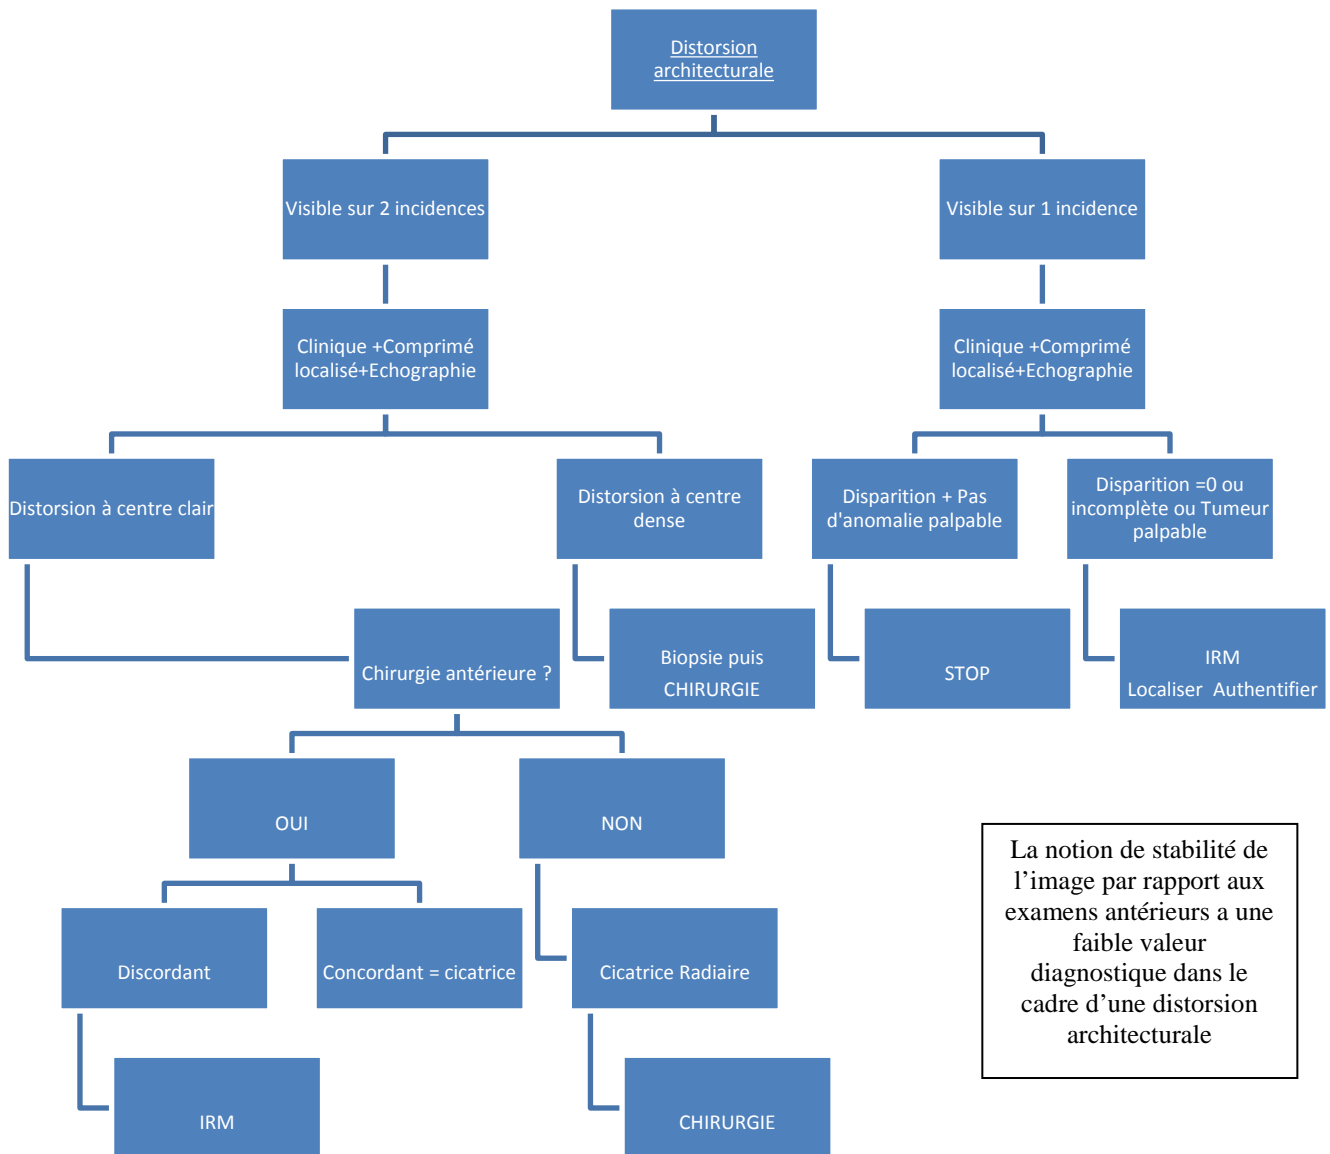 Distorsion
architecturale
Visible sur 2 incidences
Visible sur 1 incidence
Clinique +Comprimé
localisé+Echographie
Clinique +Comprimé
localisé+Echographie
Distorsion à centre clair
Distorsion à centre
dense
Disparition + Pas
d'anomalie palpable
Disparition =0 ou
incomplète ou Tumeur
palpable
Chirurgie antérieure ?
Biopsie puis
CHIRURGIE
STOP
IRM
Localiser Authentifier
OUI
NON
Discordant
Concordant = cicatrice
Cicatrice Radiaire
IRM
CHIRURGIE
La notion de stabilité de
l’image par rapport aux
examens antérieurs a une
faible valeur
diagnostique dans le
cadre d’une distorsion
architecturale